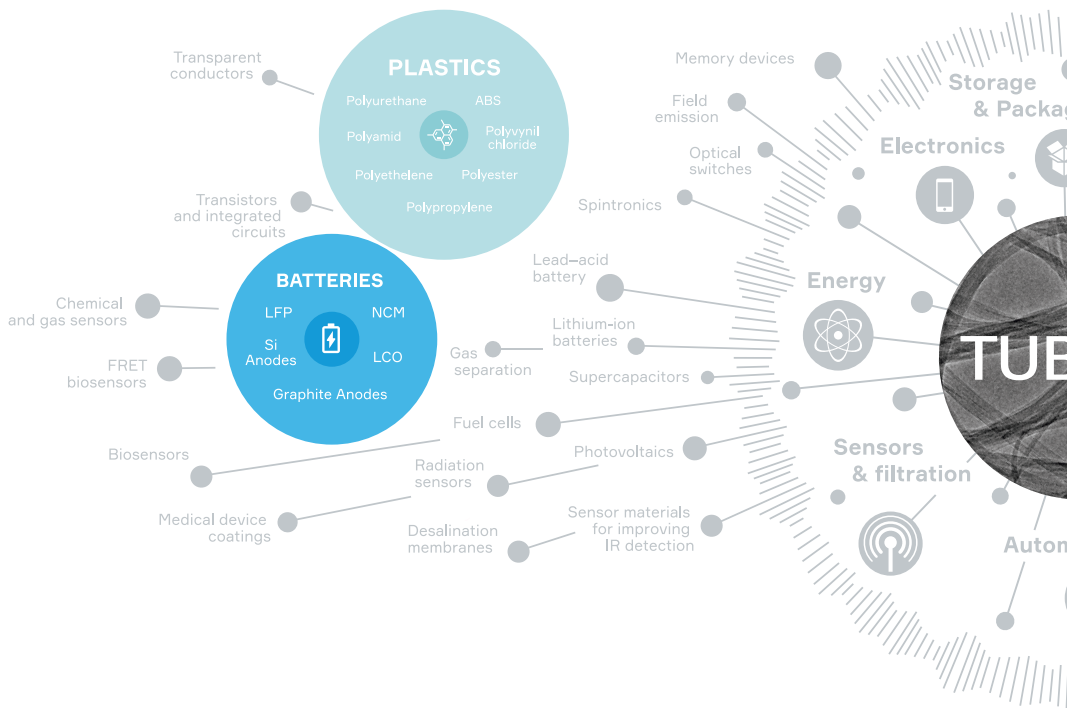 Transparent
conductors
PLASTICS
Polyurethane
ABS
Polyamid
Polyvynil
chloride
Polyethelene
Polyester
Polypropylene
Transistors
and integrated
circuits
BATTERIES
LFP
NCM
Si
Anodes
LCO
Graphite Anodes
Chemical
and gas sensors
FRET
biosensors
Biosensors
Medical device
coatings
Memory devices
Field
emission
Optical
switches
Spintronics
Lead–acid
battery
Lithium-ion
batteries
Gas
separation
Supercapacitors
Fuel cells
Photovoltaics
Radiation
sensors
Desalination
membranes
Sensor materials
for improving
IR detection
Storage
& Packag
Electronics
Energy
TUB
Sensors
& filtration
Autom